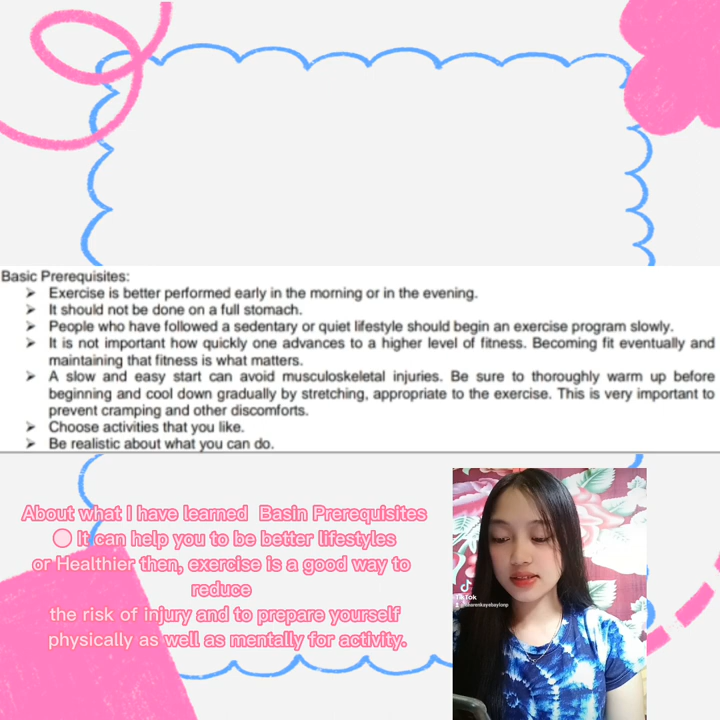 Basic Prerequisites:
➢ Exercise is better performed early in the morning or in the evening.
➢ It should not be done on a full stomach.
➢ People who have followed a sedentary or quiet lifestyle should begin an exercise program slowly.
➢ It is not important how quickly one advances to a higher level of fitness. Becoming fit eventually and
maintaining that fitness is what matters.
➢ A slow and easy start can avoid musculoskeletal injuries. Be sure to thoroughly warm up before
beginning and cool down gradually by stretching, appropriate to the exercise. This is very important to
prevent cramping and other discomforts.
➢ Choose activities that you like.
➢ Be realistic about what you can do.
About what I have learned Basin Prerequisites
It can help you to be better lifestyles
or Healthier then, exercise is a good way to
reduce
the risk of injury and to prepare yourself
physically as well as mentally for activity.
TikTok